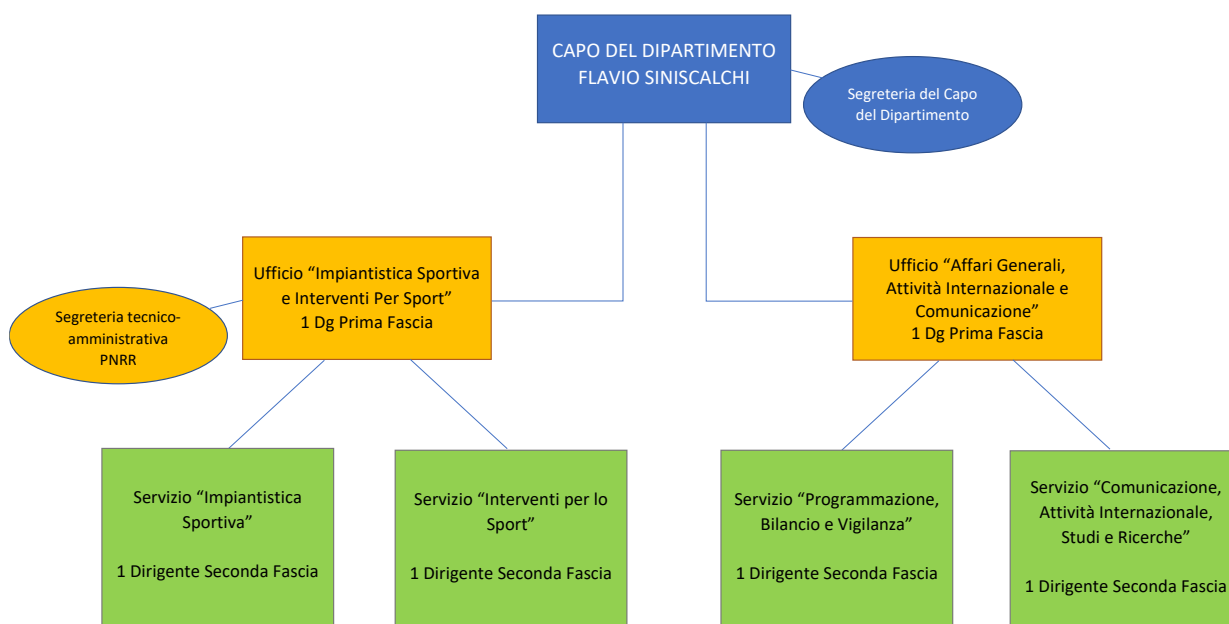 CAPO DEL DIPARTIMENTO
FLAVIO SINISCALCHI
Segreteria del Capo
del Dipartimento
Ufficio “Impiantistica Sportiva
e Interventi Per Sport”
1 Dg Prima Fascia
Segreteria tecnico-
amministrativa
PNRR
Ufficio “Affari Generali,
Attività Internazionale e
Comunicazione”
1 Dg Prima Fascia
Servizio “Impiantistica
Sportiva”
1 Dirigente Seconda Fascia
Servizio “Interventi per lo
Sport”
1 Dirigente Seconda Fascia
Servizio “Programmazione,
Bilancio e Vigilanza”
1 Dirigente Seconda Fascia
Servizio “Comunicazione,
Attività Internazionale,
Studi e Ricerche”
1 Dirigente Seconda Fascia